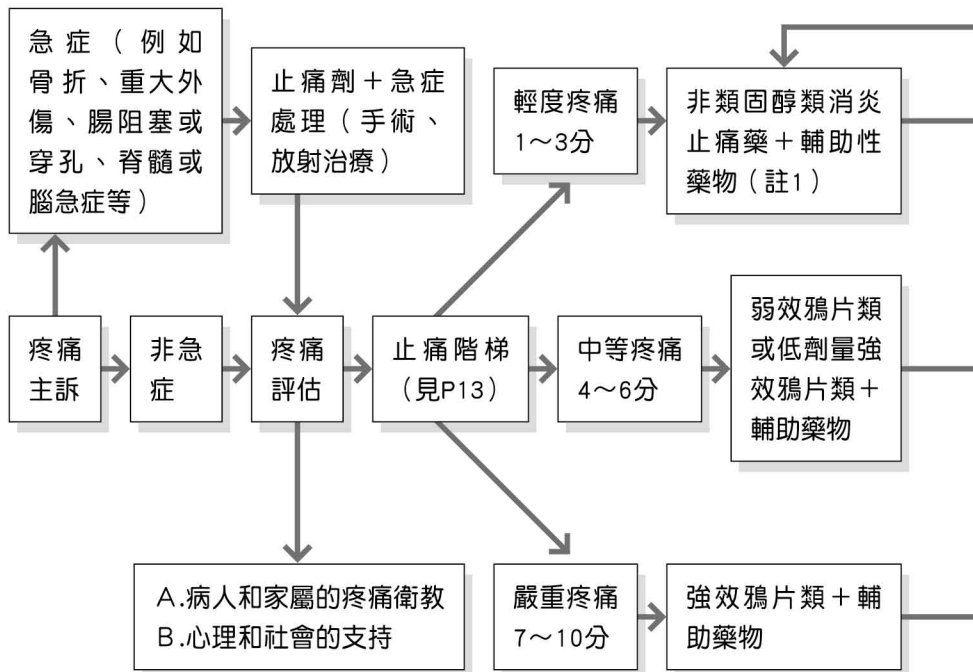 急症（例如
骨折、重大外
傷、腸阻塞或
穿孔、脊髓或
腦急症等）
止痛劑＋急症
處理（手術、
放射治療）
輕度疼痛
1～3分
非類固醇類消炎
止痛藥＋輔助性
藥物（註1）
疼痛
主訴
非急
症
疼痛
評估
止痛階梯
（見P13）
中等疼痛
4～6分
弱效鴉片類
或低劑量強
效鴉片類＋
輔助藥物
A.病人和家屬的疼痛衛教
B.心理和社會的支持
嚴重疼痛
7～10分
強效鴉片類＋輔
助藥物